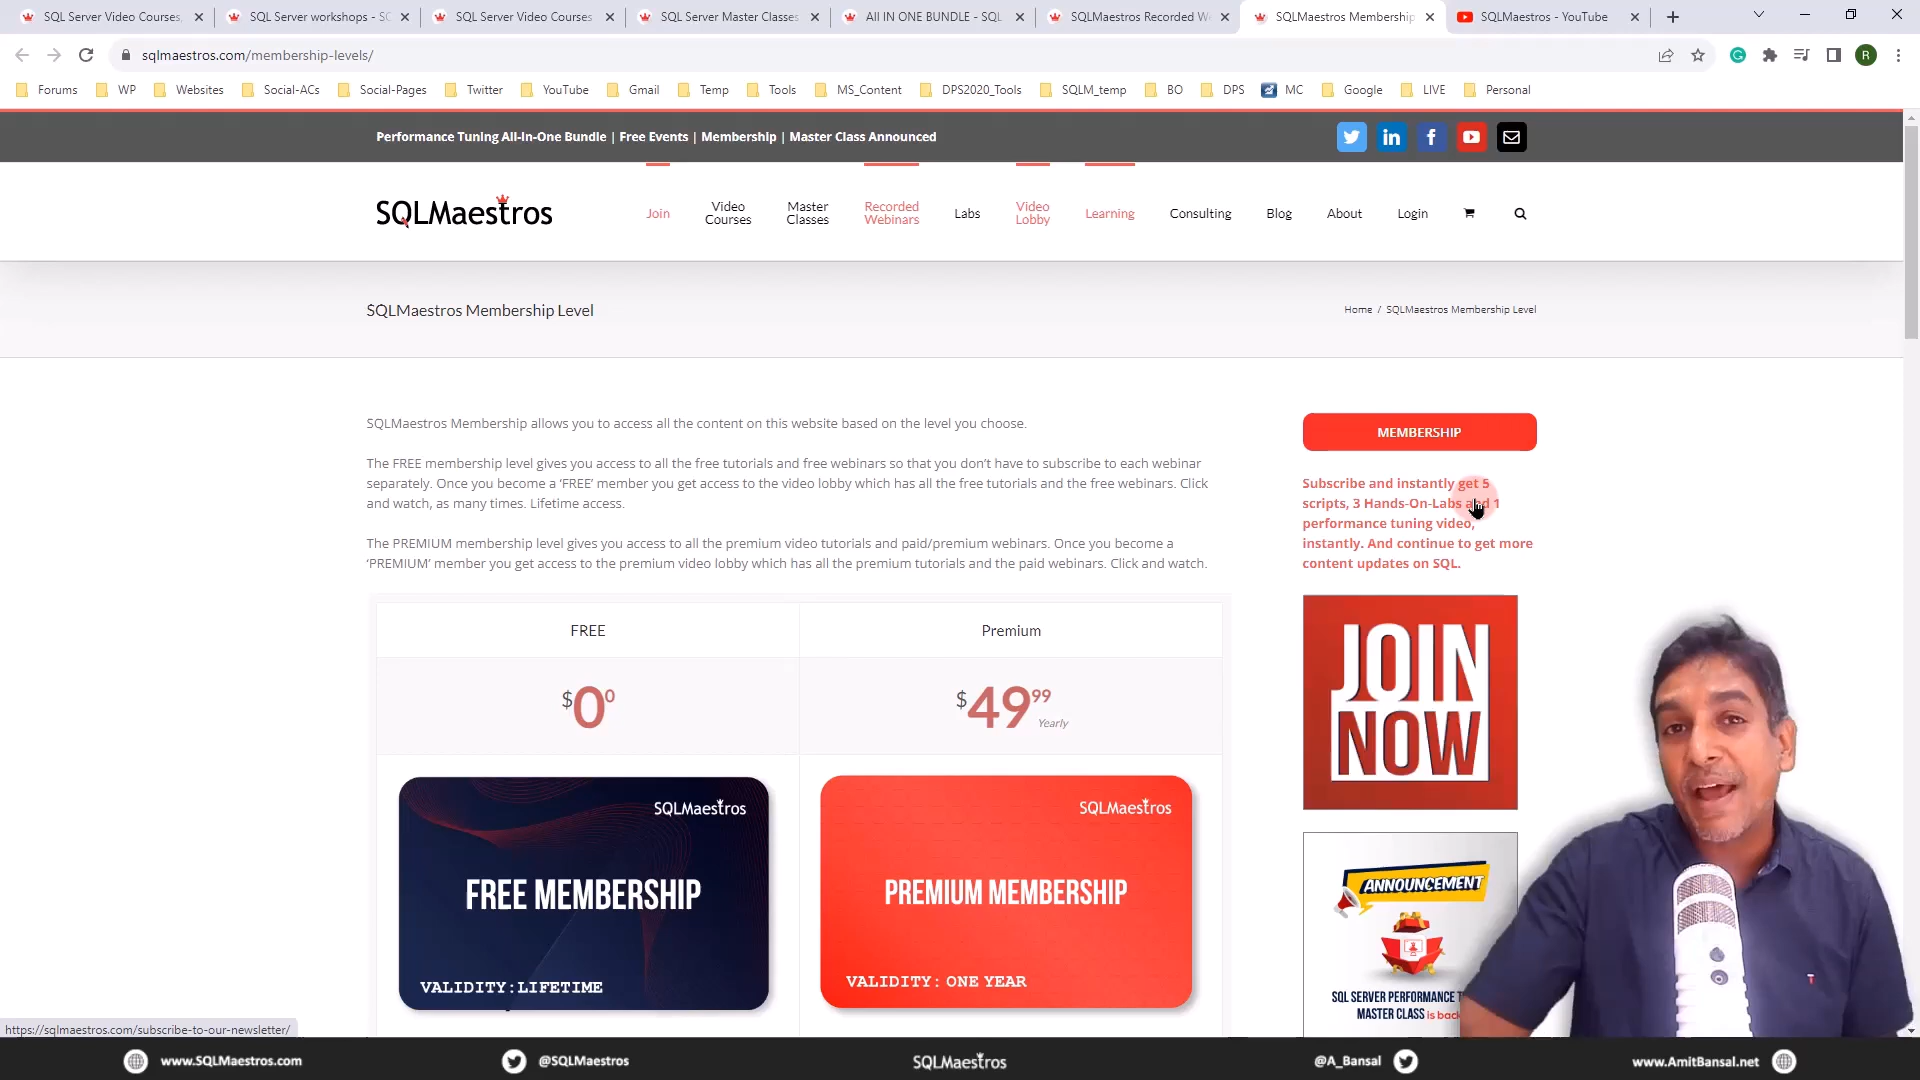 SQL Server Video Courses,
SQL Server workshops - SQ
SQL Server Video Courses
SQL Server Master Classes
All IN ONE BUNDLE - SQL
SQLMaestros Recorded We
SQLMaestros Membership
SQLMaestros - YouTube
sqlmaestros.com/membership-levels/
R
Forums WP Websites Social-ACs Social-Pages Twitter YouTube Gmail Temp Tools MS_Content DPS2020_Tools SQLM_temp BO DPS MC Google LIVE Personal
Performance Tuning All-In-One Bundle | Free Events | Membership | Master Class Announced
SQLMaestros
Join
Video Courses
Master Classes
Recorded Webinars
Labs
Video Lobby
Learning
Consulting
Blog
About
Login
SQLMaestros Membership Level
Home / SQLMaestros Membership Level
SQLMaestros Membership allows you to access all the content on this website based on the level you choose.
The FREE membership level gives you access to all the free tutorials and free webinars so that you don't have to subscribe to each webinar
separately. Once you become a 'FREE' member you get access to the video lobby which has all the free tutorials and the free webinars. Click
and watch, as many times. Lifetime access.
The PREMIUM membership level gives you access to all the premium video tutorials and paid/premium webinars. Once you become a
'PREMIUM' member you get access to the premium video lobby which has all the premium tutorials and the paid webinars. Click and watch.
FREE
Premium
$0⁰
$49⁹⁹
Yearly
SQLMaestros
FREE MEMBERSHIP
VALIDITY:LIFETIME
SQLMaestros
PREMIUM MEMBERSHIP
VALIDITY: ONE YEAR
MEMBERSHIP
Subscribe and instantly get 5
scripts, 3 Hands-On-Labs and 1
performance tuning video,
instantly. And continue to get more
content updates on SQL.
JOIN
NOW
ANNOUNCEMENT
SQL SERVER PERFORMANCE T
MASTER CLASS is back
https://sqlmaestros.com/subscribe-to-our-newsletter/
www.SQLMaestros.com
@SQLMaestros
SQLMaestros
@A_Bansal
www.AmitBansal.net